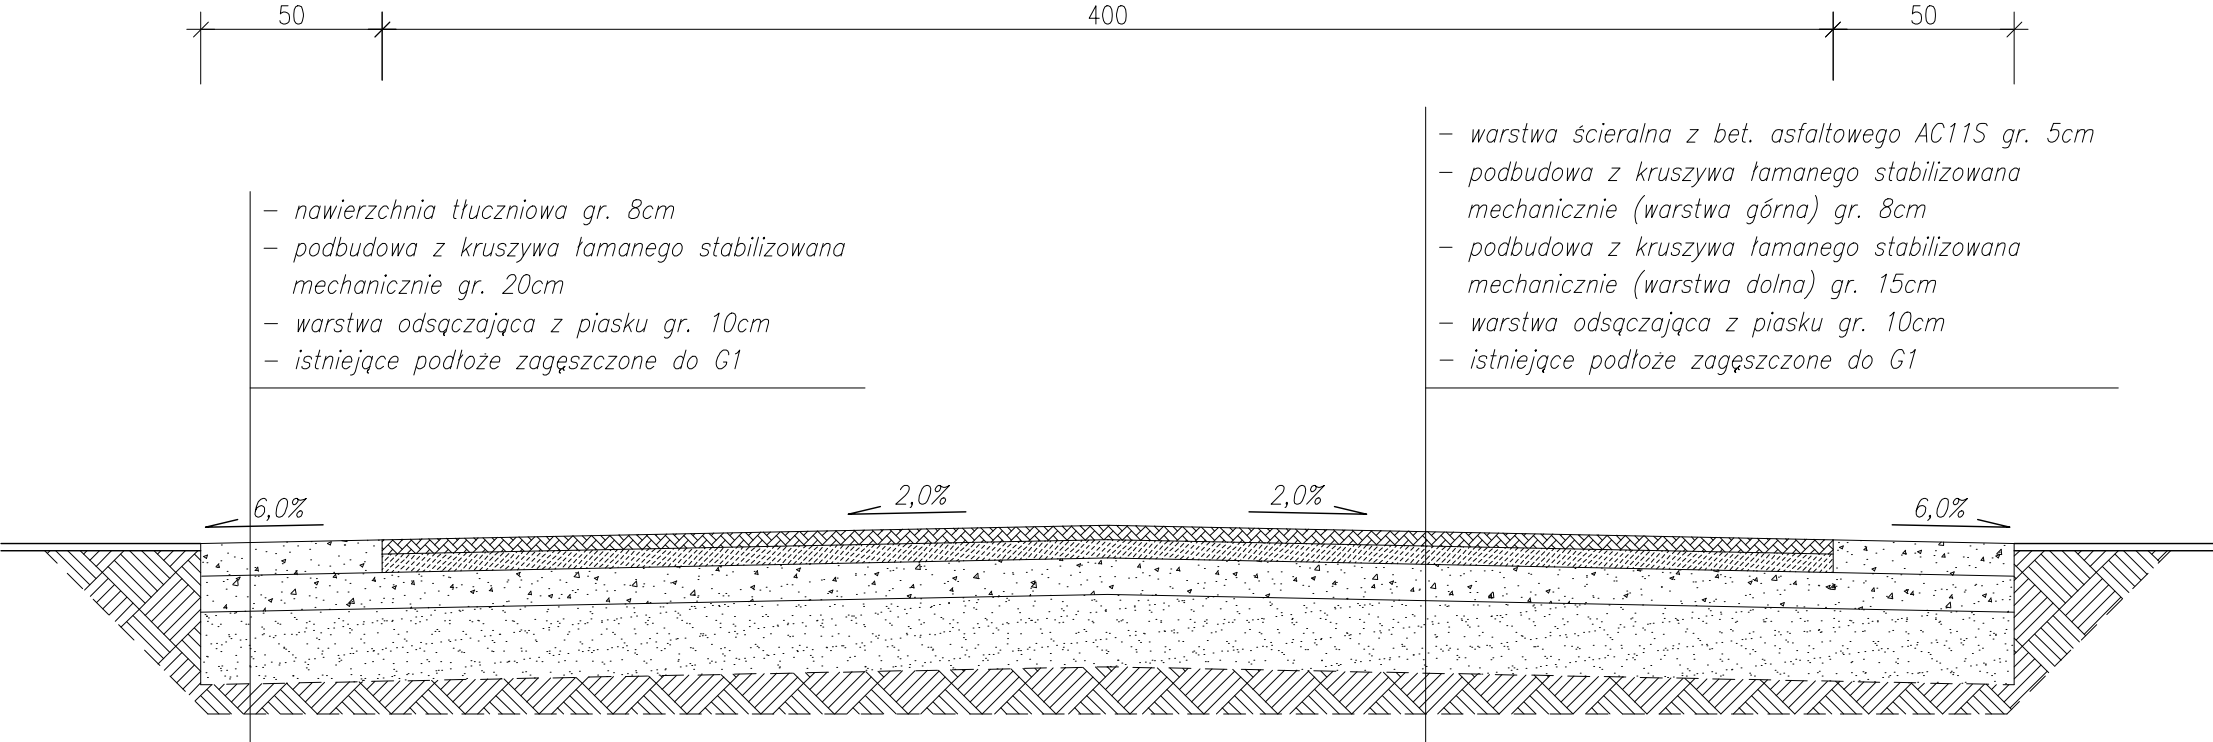 50
400
50
– nawierzchnia tłuczniowa gr. 8cm
– podbudowa z kruszywa łamanego stabilizowana
mechanicznie gr. 20cm
– warstwa odsączająca z piasku gr. 10cm
– istniejące podłoże zagęszczone do G1
– warstwa ścieralna z bet. asfaltowego AC11S gr. 5cm
– podbudowa z kruszywa łamanego stabilizowana
mechanicznie (warstwa górna) gr. 8cm
– podbudowa z kruszywa łamanego stabilizowana
mechanicznie (warstwa dolna) gr. 15cm
– warstwa odsączająca z piasku gr. 10cm
– istniejące podłoże zagęszczone do G1
6,0%
2,0%
2,0%
6,0%